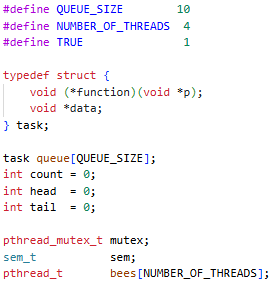 #define QUEUE_SIZE        10
#define NUMBER_OF_THREADS  4
#define TRUE               1
typedef struct {
    void (*function)(void *p);
    void *data;
} task;
task queue[QUEUE_SIZE];
int count = 0;
int head  = 0;
int tail  = 0;
pthread_mutex_t mutex;
sem_t           sem;
pthread_t       bees[NUMBER_OF_THREADS];